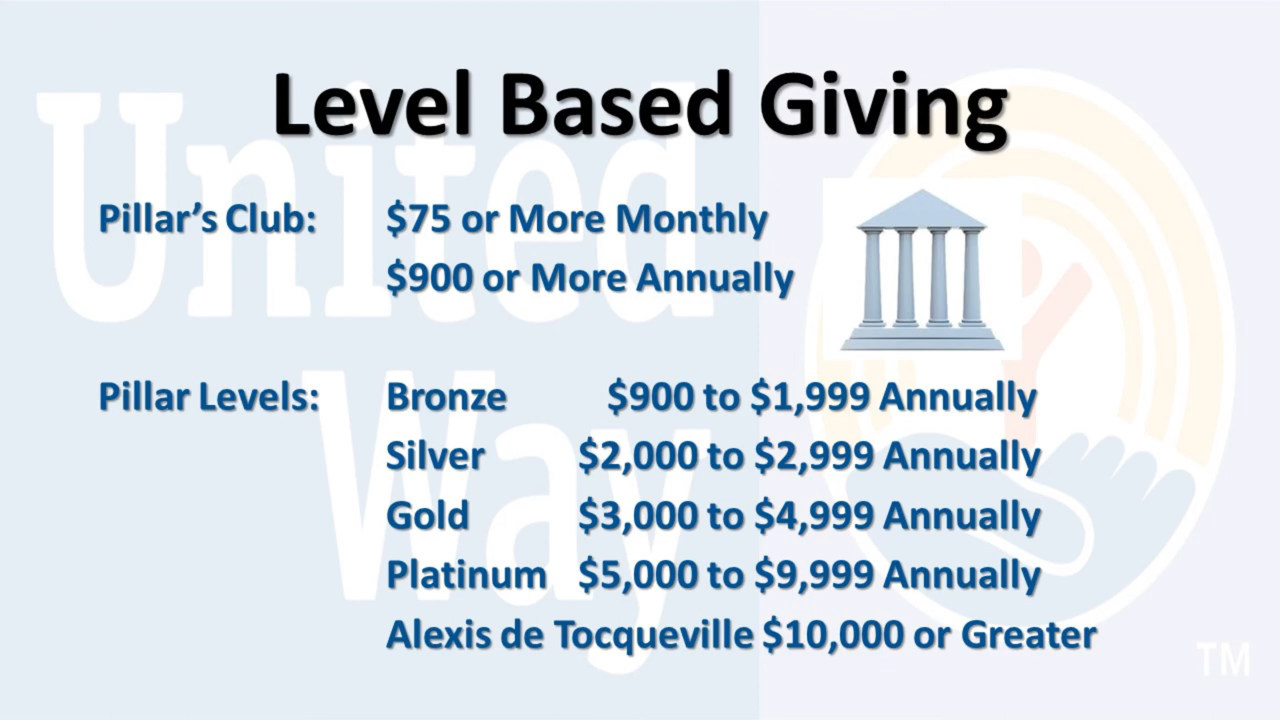 Level Based Giving
Pillar’s Club: $75 or More Monthly
$900 or More Annually
Pillar Levels: Bronze $900 to $1,999 Annually
Silver $2,000 to $2,999 Annually
Gold $3,000 to $4,999 Annually
Platinum $5,000 to $9,999 Annually
Alexis de Tocqueville $10,000 or Greater
United
Way
TM